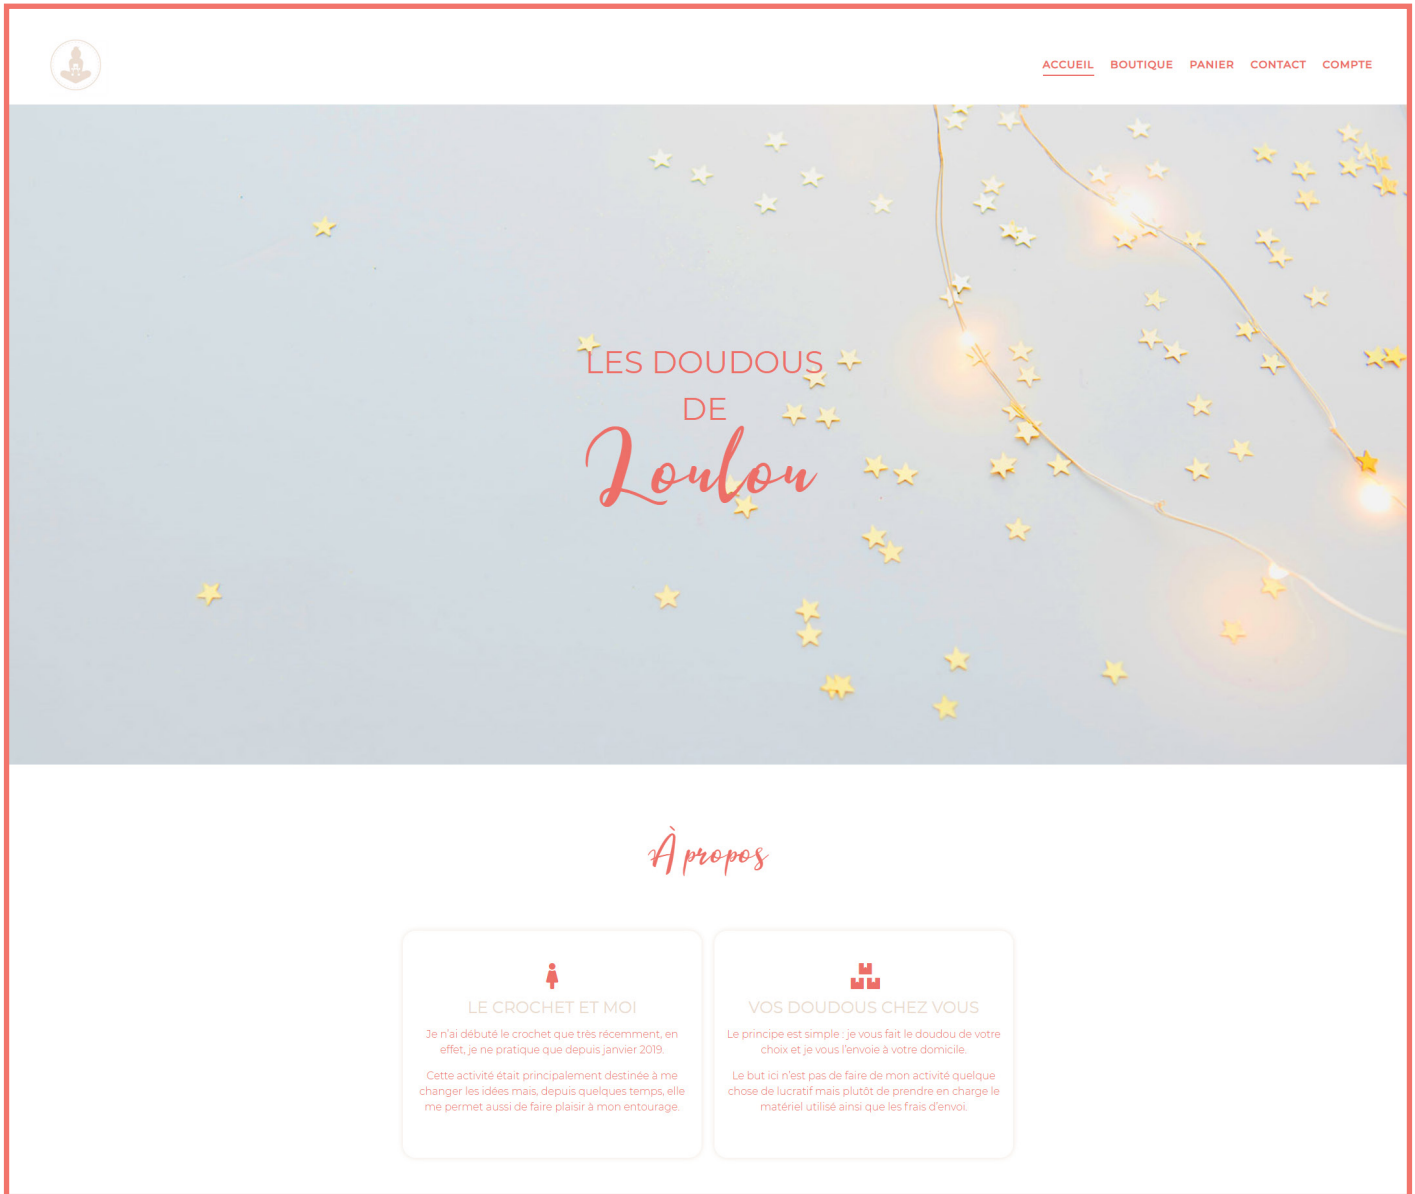 ACCUEIL BOUTIQUE PANIER CONTACT COMPTE
LES DOUDOUS
DE
Loulou
À propos
LE CROCHET ET MOI
Je n'ai débuté le crochet que très récemment, en
effet, je ne pratique que depuis janvier 2019.
Cette activité était principalement destinée à me
changer les idées mais, depuis quelques temps, elle
me permet aussi de faire plaisir à mon entourage.
VOS DOUDOUS CHEZ VOUS
Le principe est simple : je vous fait le doudou de votre
choix et je vous l'envoie à votre domicile.
Le but ici n'est pas de faire de mon activité quelque
chose de lucratif mais plutôt de prendre en charge le
matériel utilisé ainsi que les frais d'envoi.